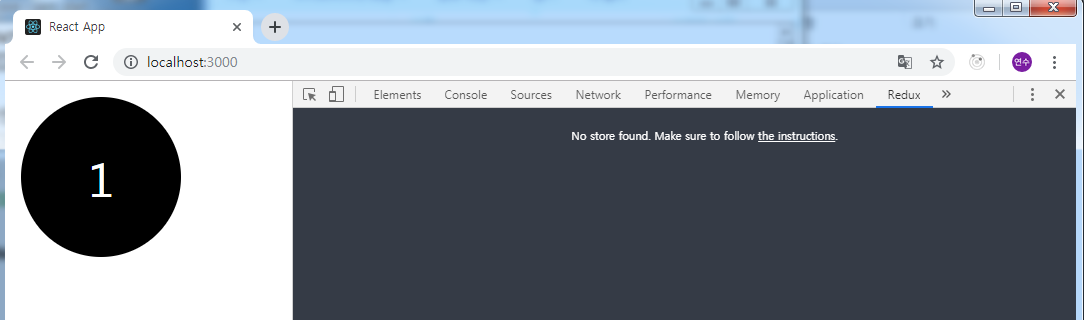 React App
localhost:3000
연수
Elements Console Sources Network Performance Memory Application Redux
No store found. Make sure to follow the instructions.
1